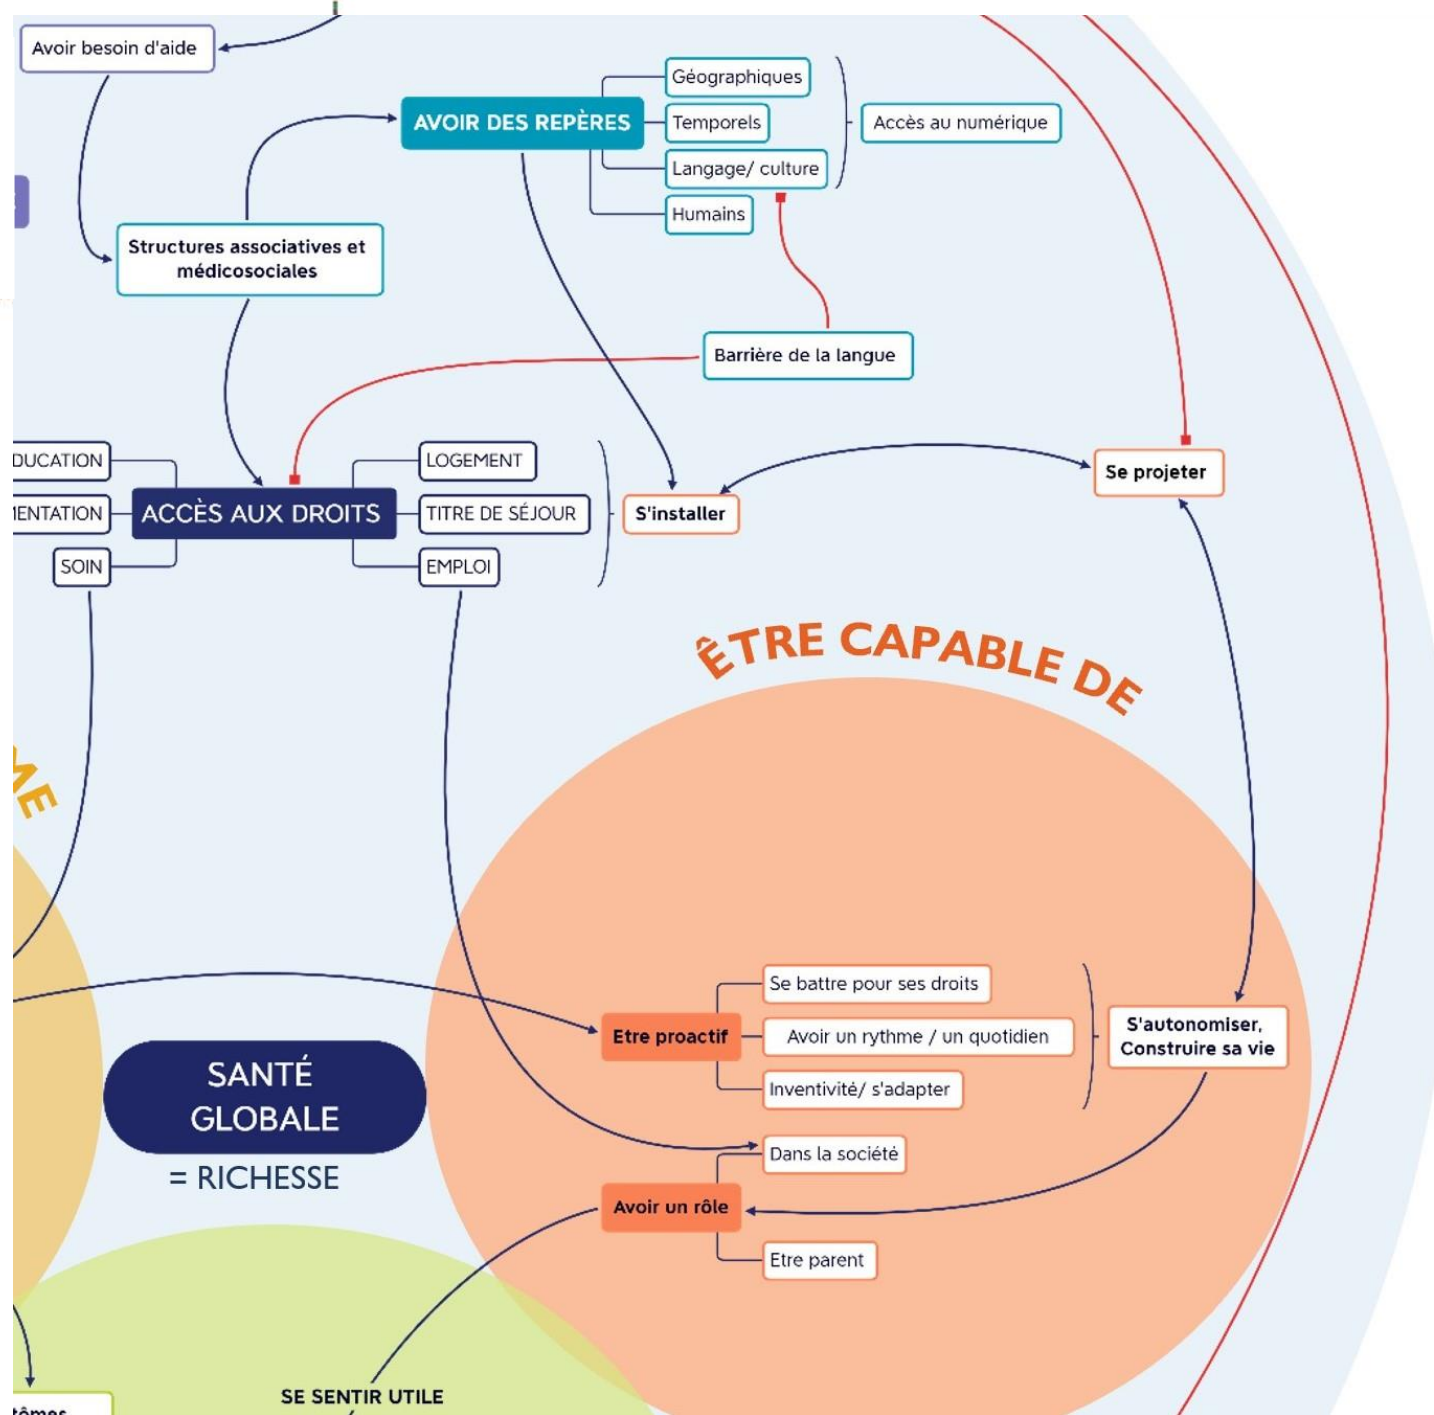 Avoir besoin d'aide
Géographiques
AVOIR DES REPÈRES
Temporels
Accès au numérique
Langage/ culture
Humains
Structures associatives et
médicosociales
Barrière de la langue
DUCATION
LOGEMENT
Se projeter
MENTATION
ACCÈS AUX DROITS
TITRE DE SÉJOUR
S'installer
SOIN
EMPLOI
ÊTRE CAPABLE DE
ME
Se battre pour ses droits
Etre proactif
Avoir un rythme / un quotidien
S'autonomiser,
Construire sa vie
Inventivité/ s'adapter
SANTÉ
GLOBALE
= RICHESSE
Dans la société
Avoir un rôle
Etre parent
SE SENTIR UTILE